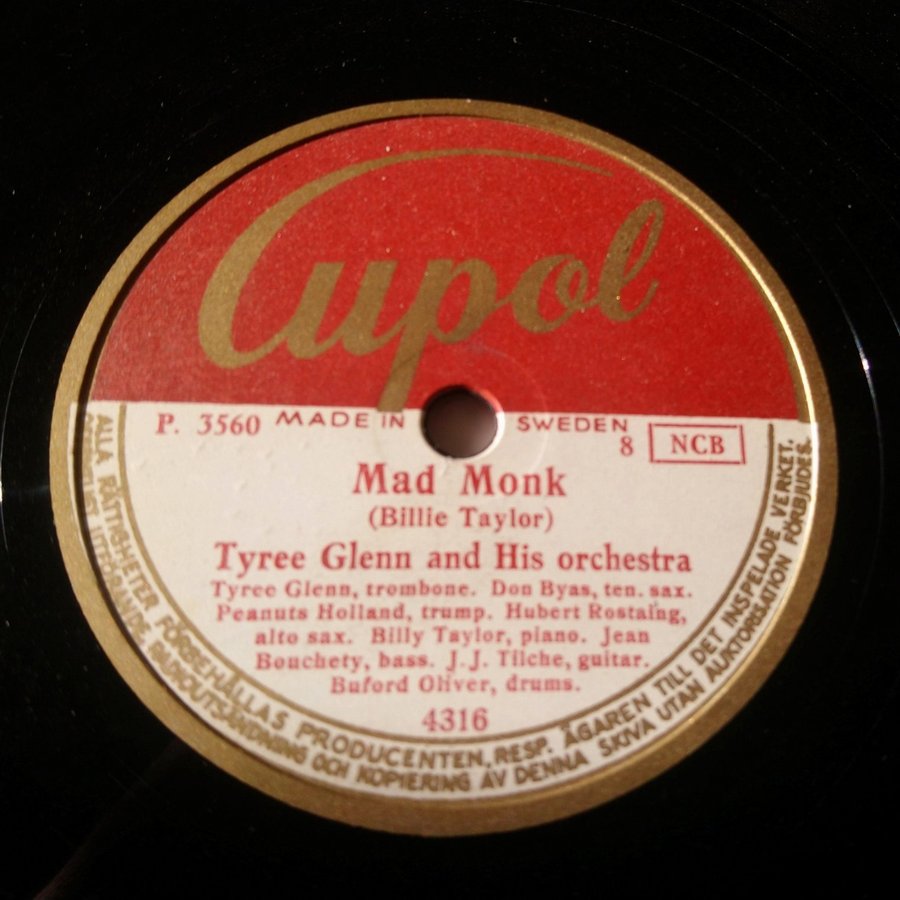 Cupol
P. 3560 MADE IN SWEDEN
8 NCB
Mad Monk
(Billie Taylor)
Tyree Glenn and His orchestra
Tyree Glenn, trombone. Don Byas, ten. sax.
Peanuts Holland, trump. Hubert Rostaing,
alto sax. Billy Taylor, piano. Jean
Bouchety, bass. J.J. Tilche, guitar.
Buford Oliver, drums.
4316
ALLA RÄTTIGHETER FÖRBEHÅLLAS PRODUCENTEN, RESP. ÄGAREN TILL DET INSPELADE VERKET.
UTFÖRANDE, RADIOUTSÄNDNING OCH KOPIERING AV DENNA SKIVA UTAN AUKTORISATION FÖRBJUDES.